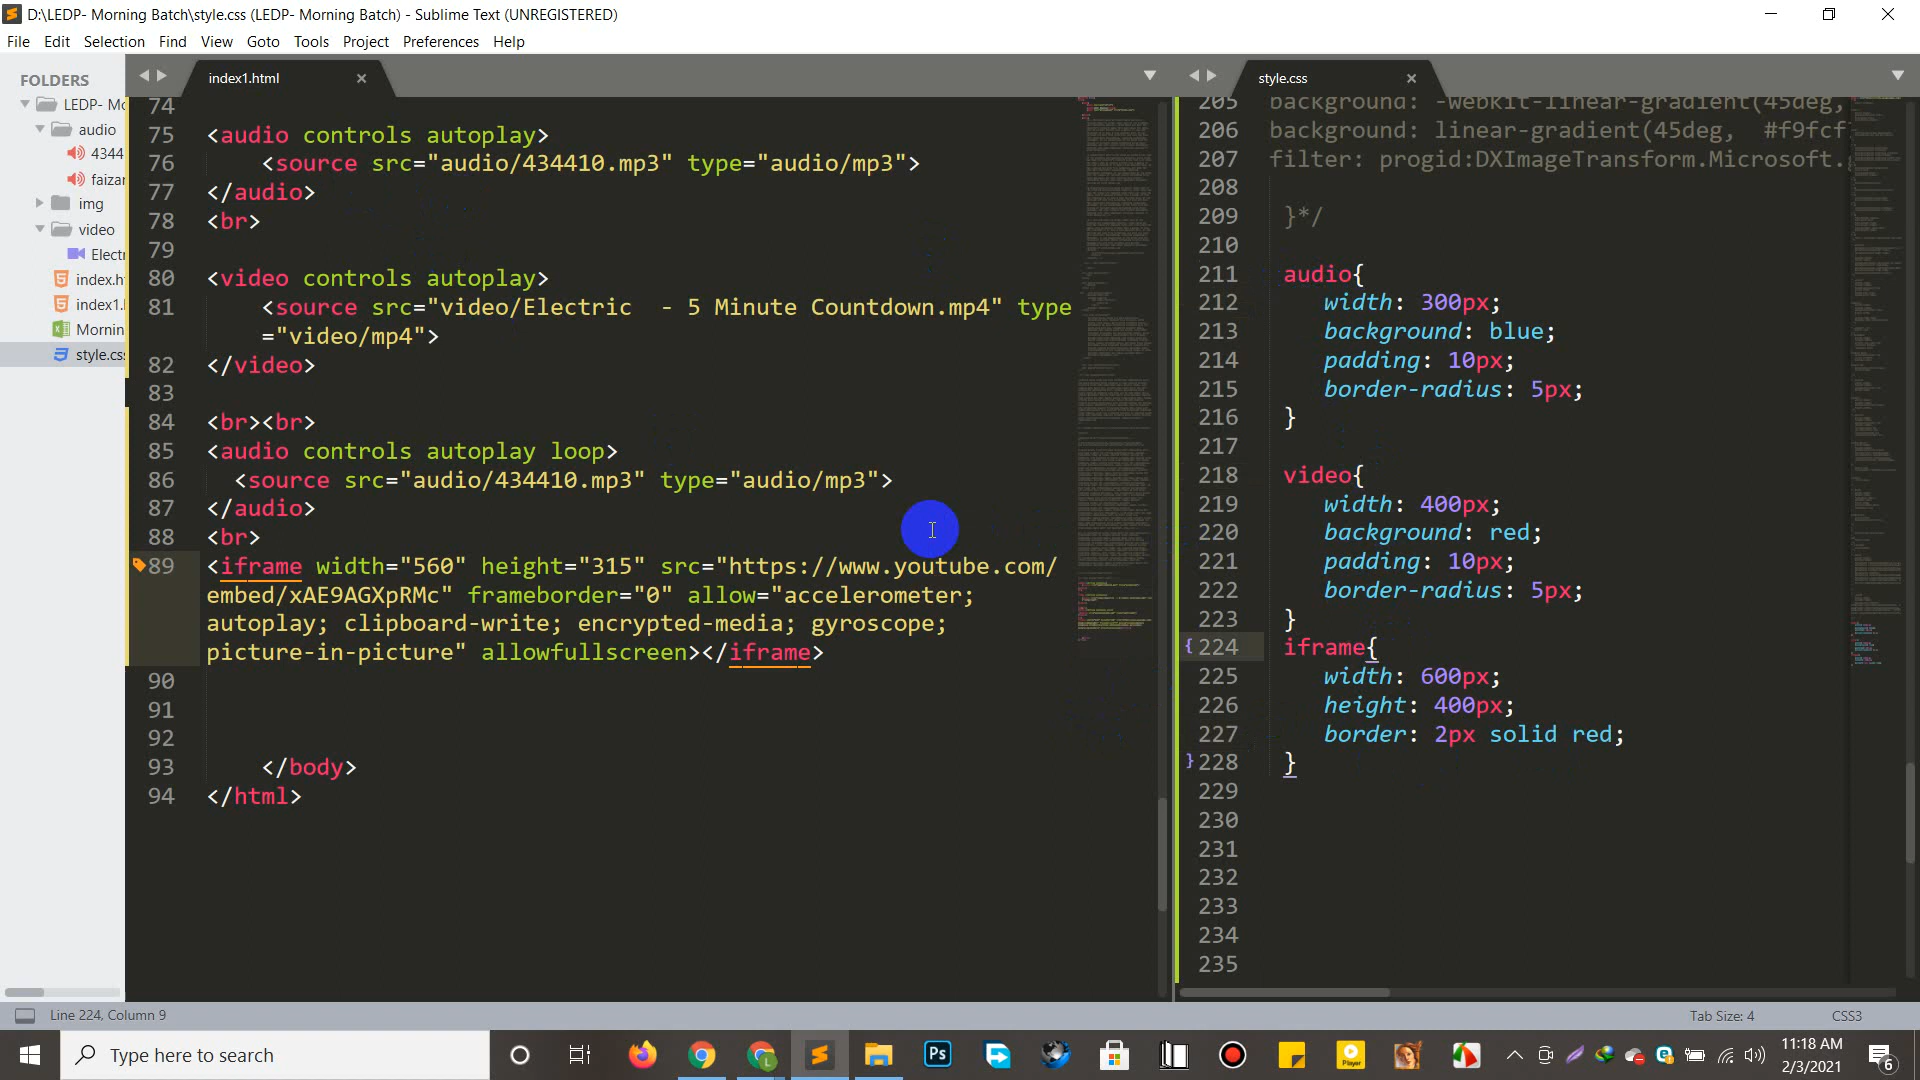 D:\LEDP- Morning Batch\style.css (LEDP- Morning Batch) - Sublime Text (UNREGISTERED)
File Edit Selection Find View Goto Tools Project Preferences Help
FOLDERS
LEDP- Mo
audio
4344
faizar
img
video
Electr
index.h
index1.
Mornin
style.css
index1.html
74
75 <audio controls autoplay>
76 <source src="audio/434410.mp3" type="audio/mp3">
77 </audio>
78 <br>
79
80 <video controls autoplay>
81 <source src="video/Electric  - 5 Minute Countdown.mp4" type
="video/mp4">
82 </video>
83
84 <br><br>
85 <audio controls autoplay loop>
86 <source src="audio/434410.mp3" type="audio/mp3">
87 </audio>
88 <br>
89 <iframe width="560" height="315" src="https://www.youtube.com/
embed/xAE9AGXpRMc" frameborder="0" allow="accelerometer;
autoplay; clipboard-write; encrypted-media; gyroscope;
picture-in-picture" allowfullscreen></iframe>
90
91
92
93 </body>
94 </html>
style.css
205 background: -webkit-linear-gradient(45deg,
206 background: linear-gradient(45deg,  #f9fcf
207 filter: progid:DXImageTransform.Microsoft.
208
209 }*/
210
211 audio{
212 width: 300px;
213 background: blue;
214 padding: 10px;
215 border-radius: 5px;
216 }
217
218 video{
219 width: 400px;
220 background: red;
221 padding: 10px;
222 border-radius: 5px;
223 }
224 iframe{
225 width: 600px;
226 height: 400px;
227 border: 2px solid red;
228 }
229
230
231
232
233
234
235
Line 224, Column 9
Tab Size: 4
CSS3
Type here to search
Ps
Player
11:18 AM
2/3/2021
6